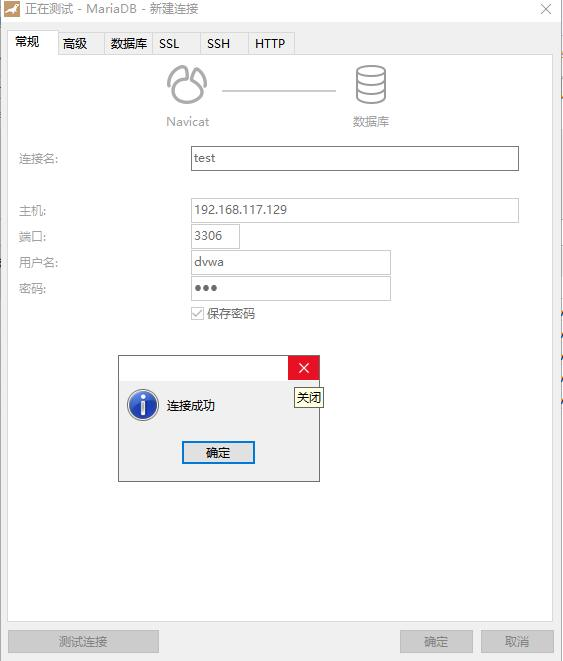 正在测试 - MariaDB - 新建连接
常规 高级 数据库 SSL SSH HTTP
Navicat 数据库
连接名: test
主机: 192.168.117.129
端口: 3306
用户名: dvwa
密码: ●●●
保存密码
关闭
连接成功
确定
测试连接 确定 取消